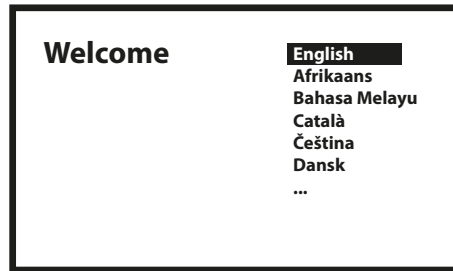 Welcome
English
Afrikaans
Bahasa Melayu
Català
Čeština
Dansk
...